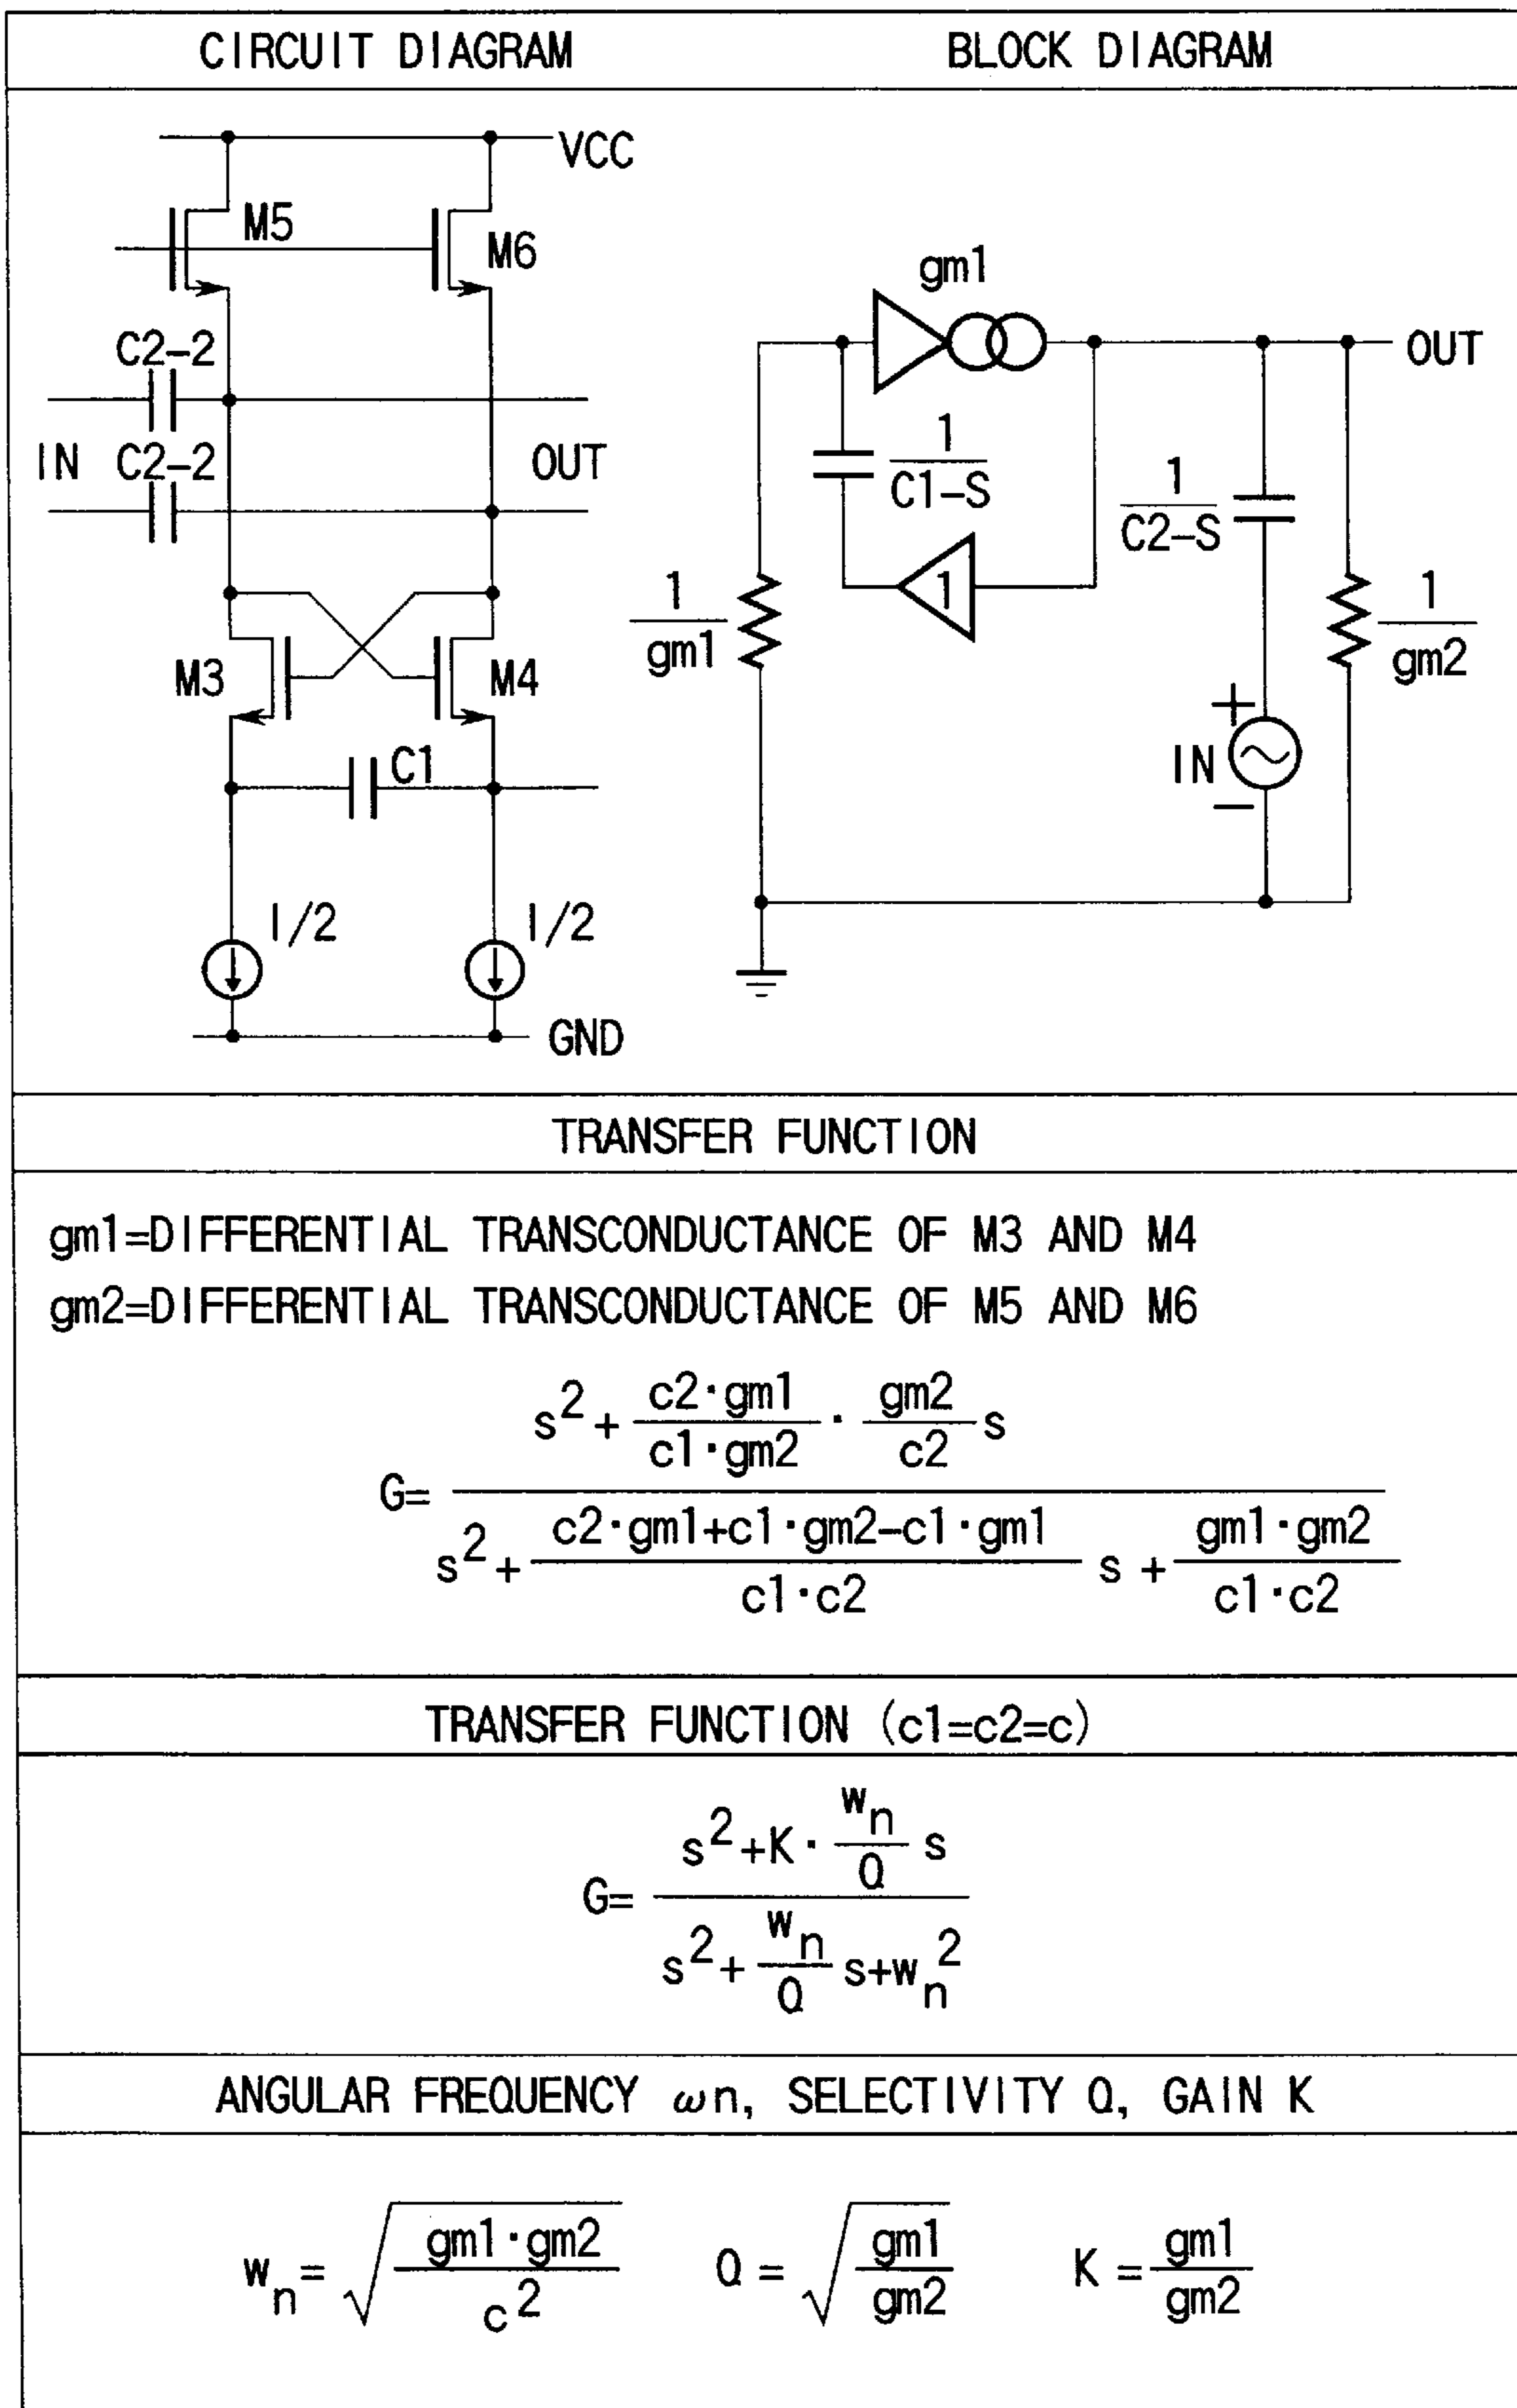 CIRCUIT DIAGRAM
BLOCK DIAGRAM
VCC
M5
M6
C2-2
IN
C2-2
OUT
M3
M4
C1
I/2
I/2
GND
gm1
OUT
1/C1-S
1/C2-S
1
1/gm1
1/gm2
+
IN
−
TRANSFER FUNCTION
gm1=DIFFERENTIAL TRANSCONDUCTANCE OF M3 AND M4
gm2=DIFFERENTIAL TRANSCONDUCTANCE OF M5 AND M6
s² + c2·gm1/c1·gm2 · gm2/c2 s
G=
s² + c2·gm1+c1·gm2−c1·gm1/c1·c2 s + gm1·gm2/c1·c2
TRANSFER FUNCTION (c1=c2=c)
s²+K· wn/Q s
G=
s²+ wn/Q s+wn²
ANGULAR FREQUENCY ωn, SELECTIVITY Q, GAIN K
wn= √gm1·gm2/c² Q = √gm1/gm2 K = gm1/gm2